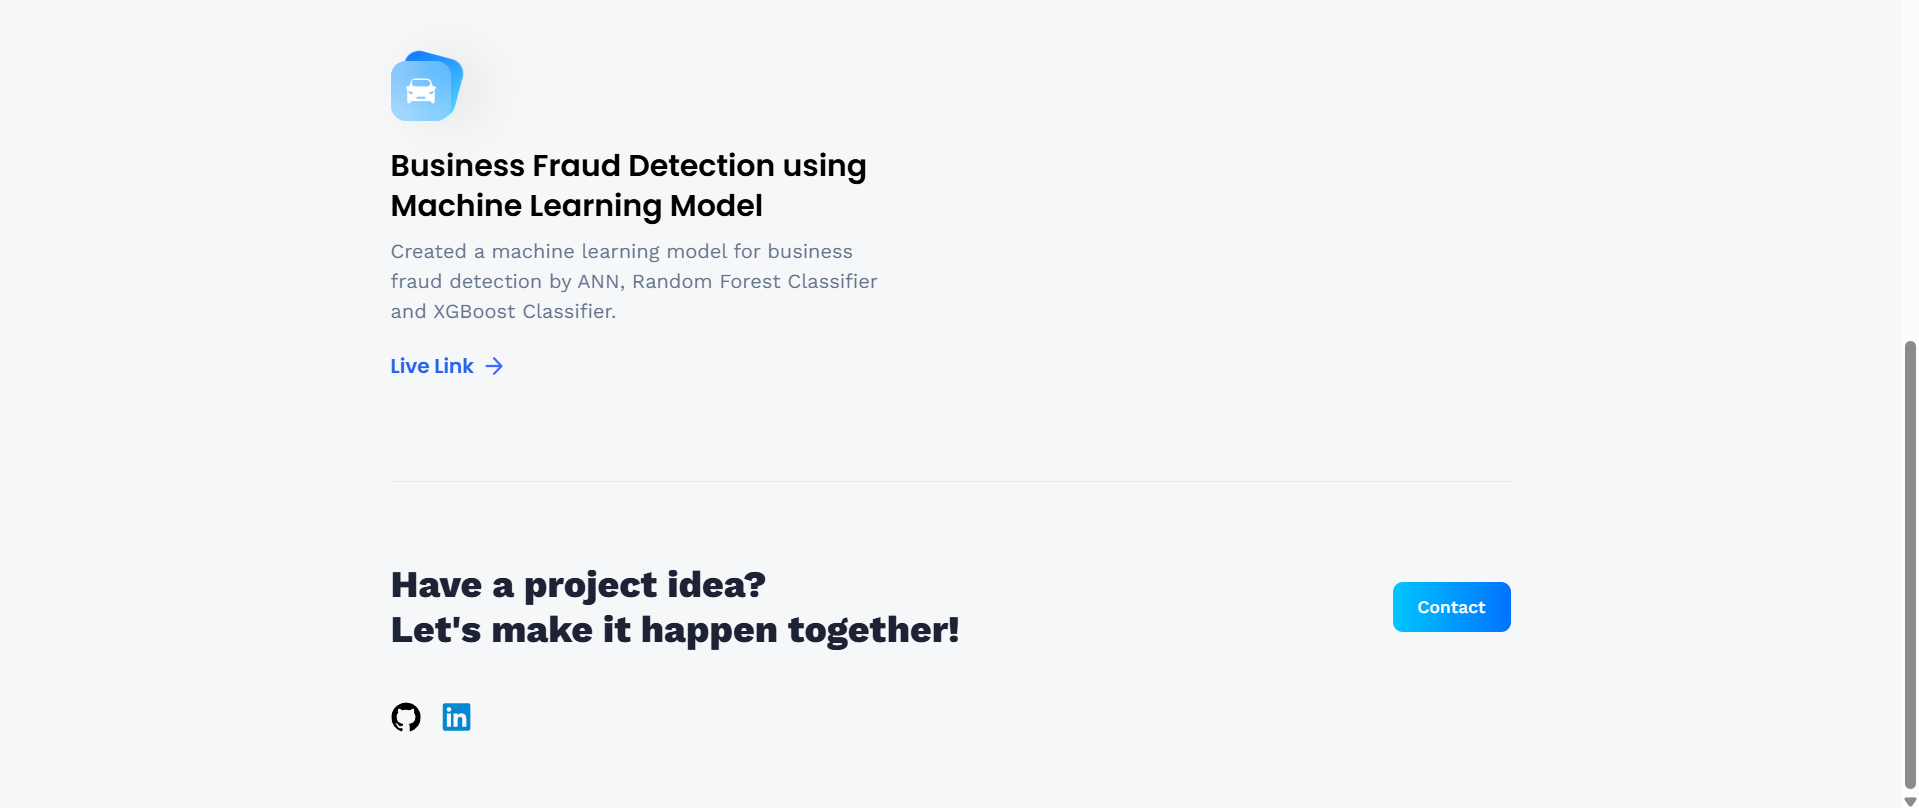 Business Fraud Detection using
Machine Learning Model
Created a machine learning model for business
fraud detection by ANN, Random Forest Classifier
and XGBoost Classifier.
Live Link
Have a project idea?
Let's make it happen together!
Contact
in